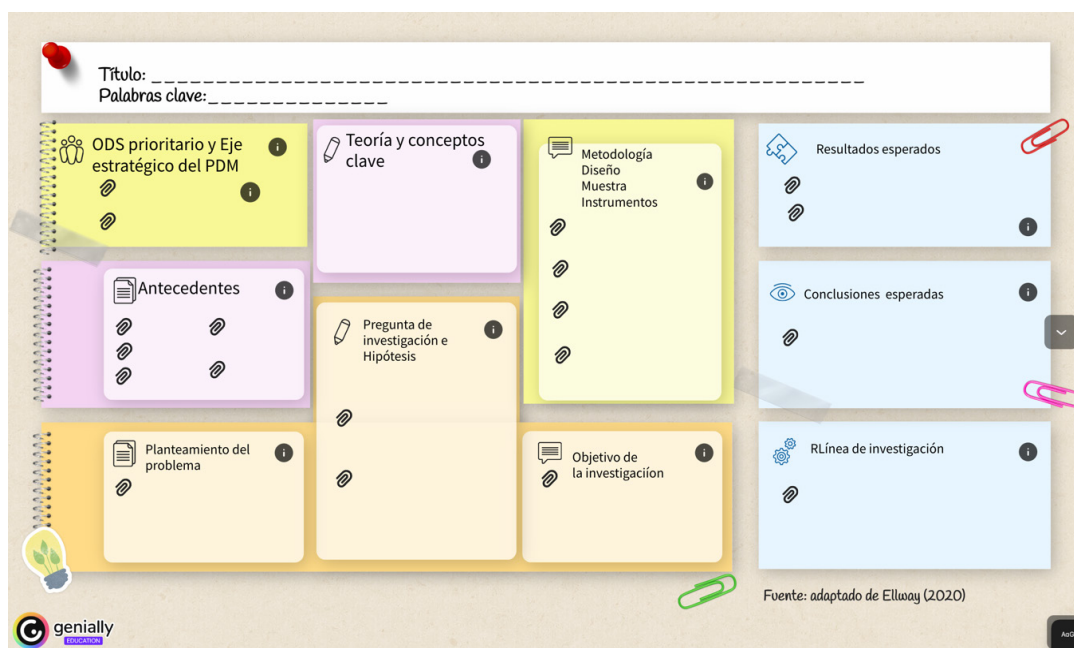 Título: _ _ _ _ _ _ _ _ _ _ _ _ _ _ _ _ _ _ _ _ _ _ _ _ _ _ _ _ _ _ _ _ _ _ _ _ _ _ _ _ _ _ _ _ _ _ _ _ _ _ _ _ _ _ _
Palabras clave:_ _ _ _ _ _ _ _ _ _ _ _ _ _
ODS prioritario y Eje
estratégico del PDM
Teoría y conceptos
clave
Metodología
Diseño
Muestra
Instrumentos
Resultados esperados
Antecedentes
Pregunta de
investigación e
Hipótesis
Conclusiones esperadas
Planteamiento del
problema
Objetivo de
la investigaciíon
RLínea de investigación
Fuente: adaptado de Ellway (2020)
genially
EDUCATION